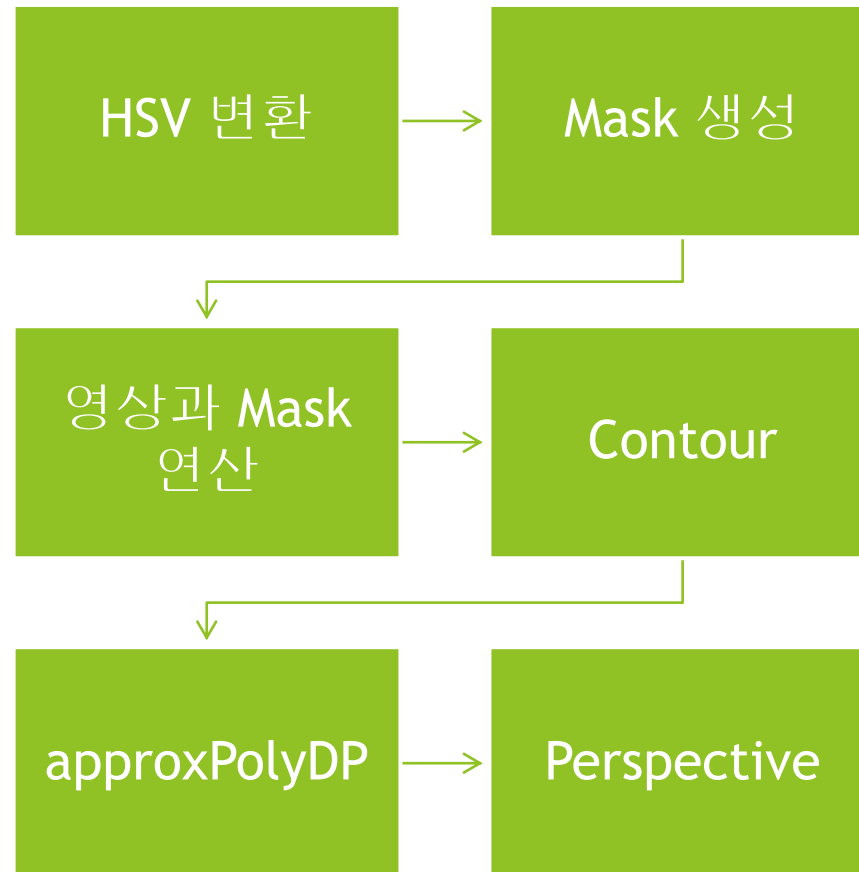 HSV 변환
Mask 생성
영상과 Mask
연산
Contour
approxPolyDP
Perspective